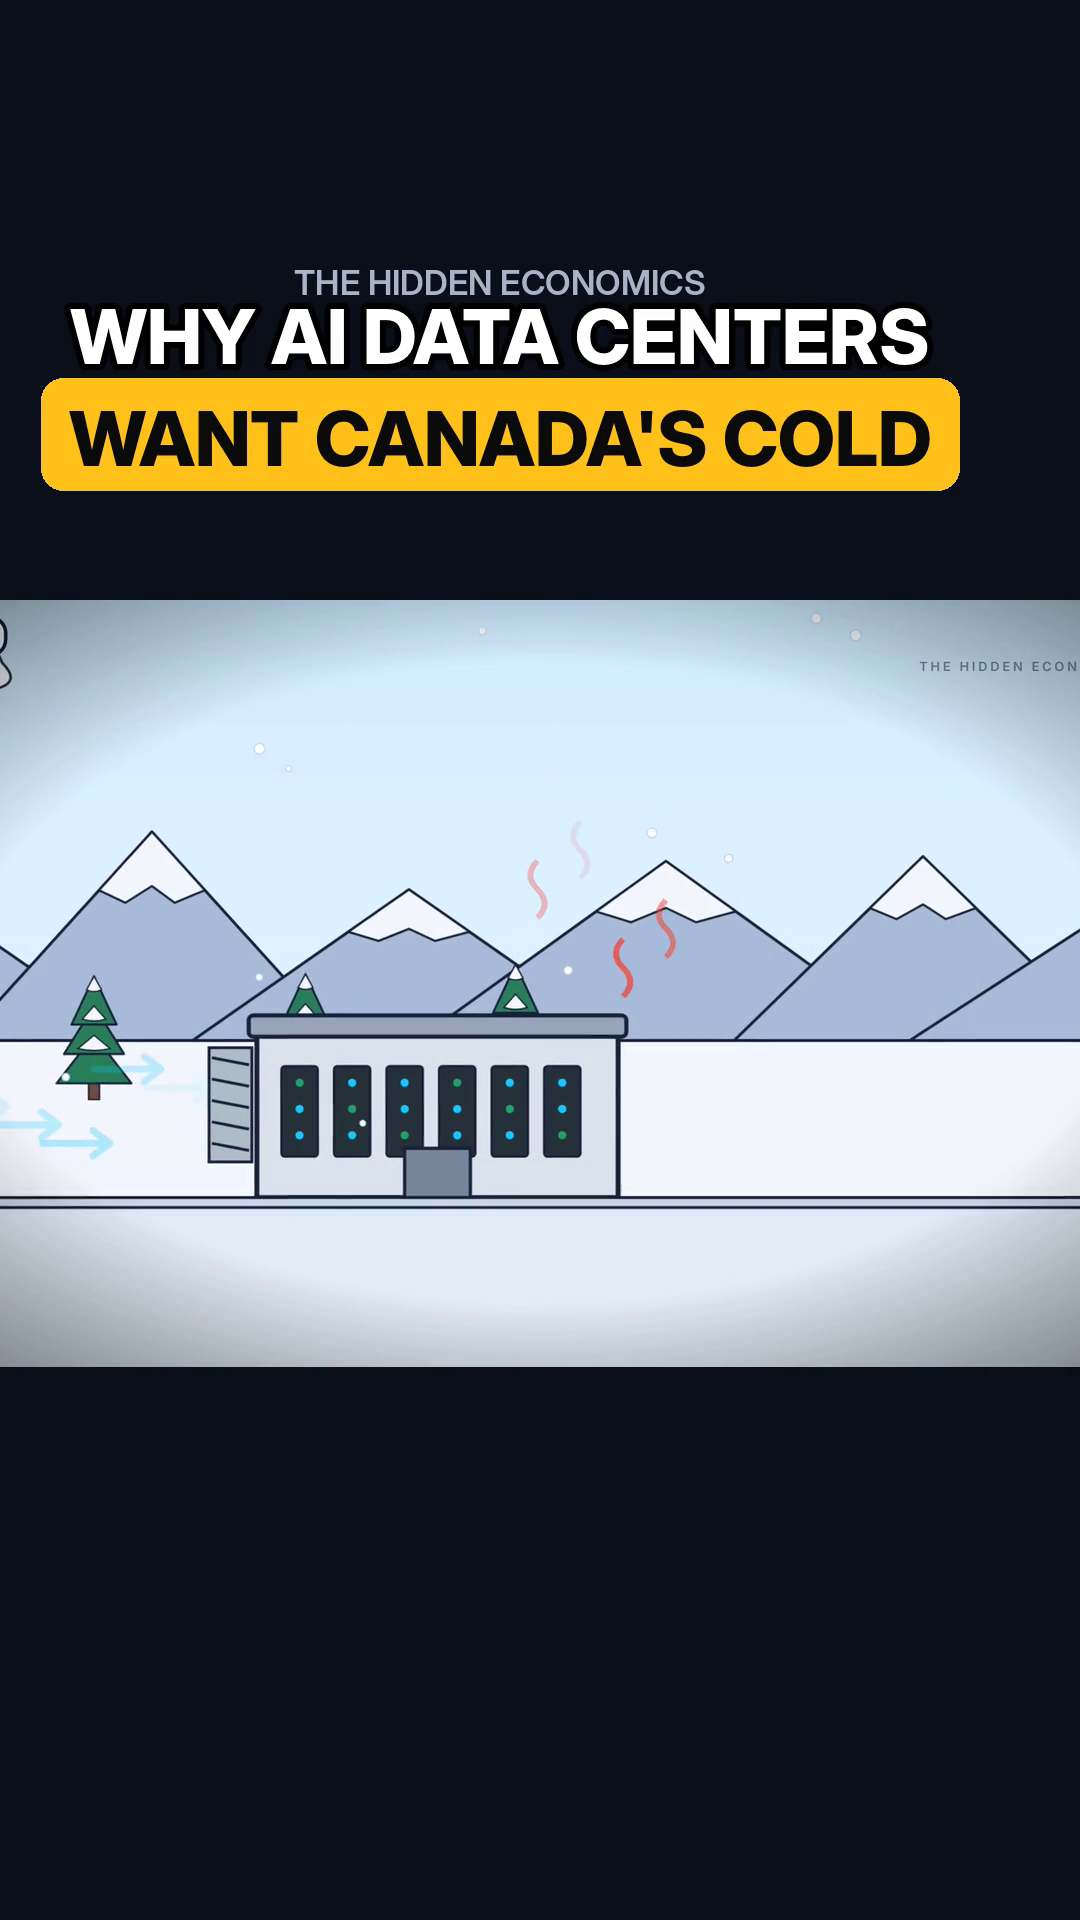 THE HIDDEN ECONOMICS
WHY AI DATA CENTERS
WANT CANADA'S COLD
THE HIDDEN ECON